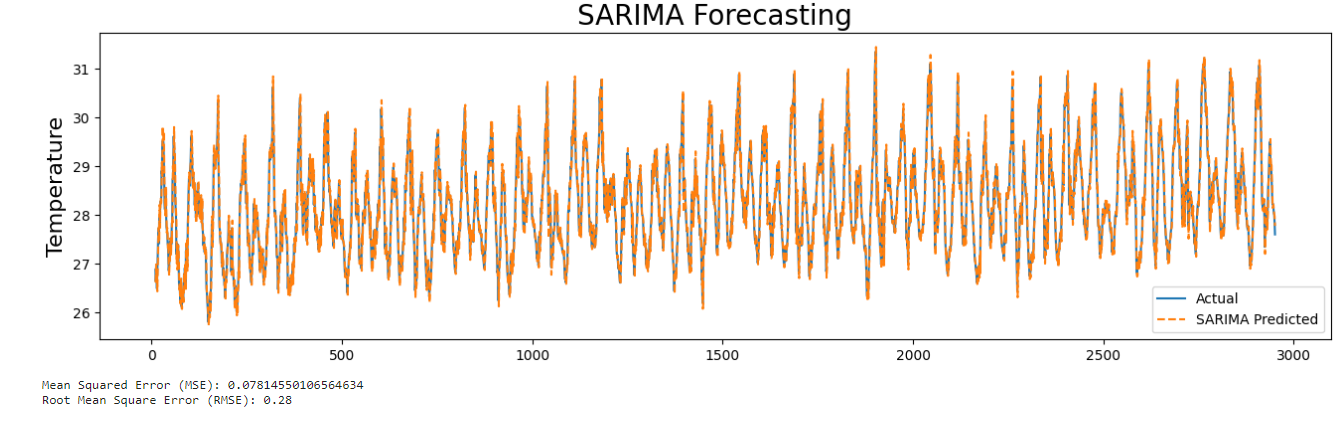 SARIMA Forecasting
Temperature
31
30
29
28
27
26
0 500 1000 1500 2000 2500 3000
Actual
SARIMA Predicted
Mean Squared Error (MSE): 0.07814550106564634
Root Mean Square Error (RMSE): 0.28